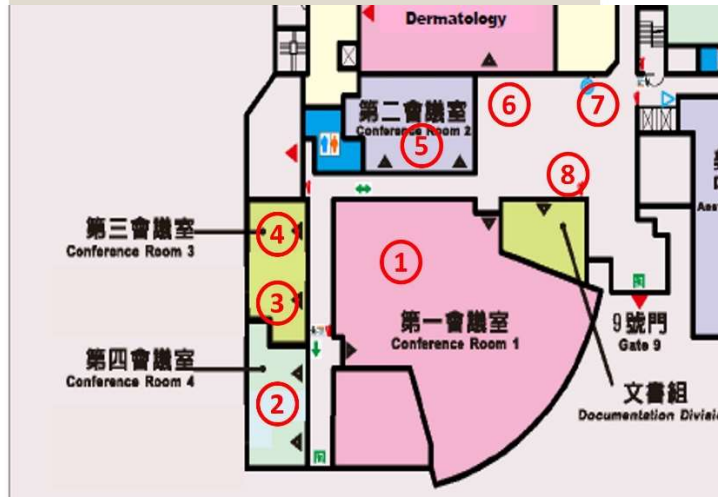 Dermatology
第二會議室
Conference Room 2
6
7
5
8
第三會議室
Conference Room 3
4
1
3
第一會議室
Conference Room 1
9號門
Gate 9
第四會議室
Conference Room 4
2
文書組
Documentation Divisi
Aes